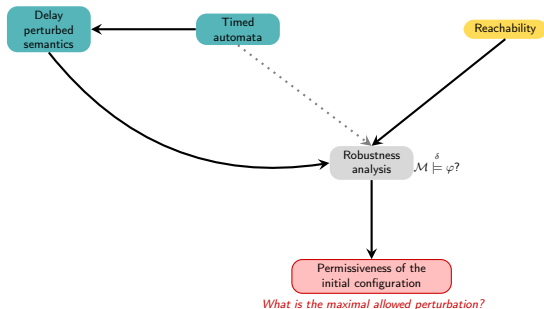 Delay
perturbed
semantics
Timed
automata
Reachability
Robustness
analysis
M ⊨^δ φ?
Permissiveness of the
initial configuration
What is the maximal allowed perturbation?